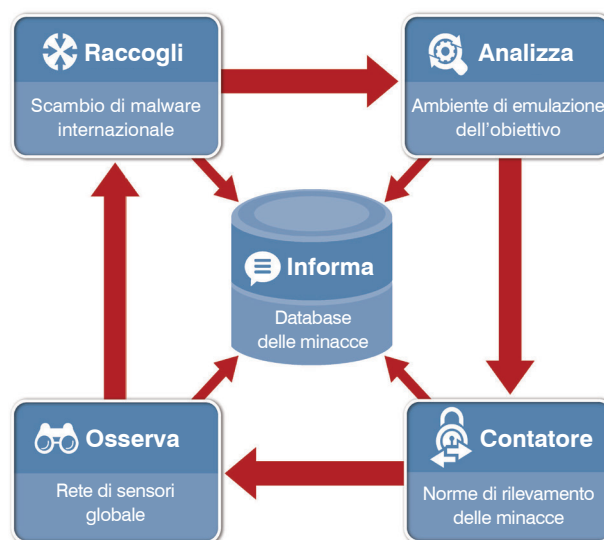 Raccogli
Scambio di malware
internazionale
Analizza
Ambiente di emulazione
dell'obiettivo
Informa
Database
delle minacce
Osserva
Rete di sensori
globale
Contatore
Norme di rilevamento
delle minacce